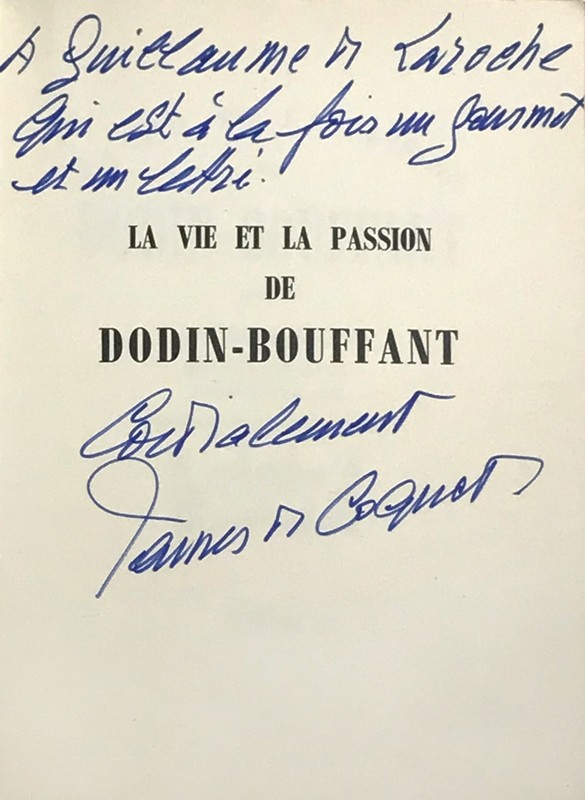 A Guillaume de Laroche
Qui est à la fois un gourmet
et un lettré.
LA VIE ET LA PASSION
DE
DODIN-BOUFFANT
Cordialement
James de Coquet